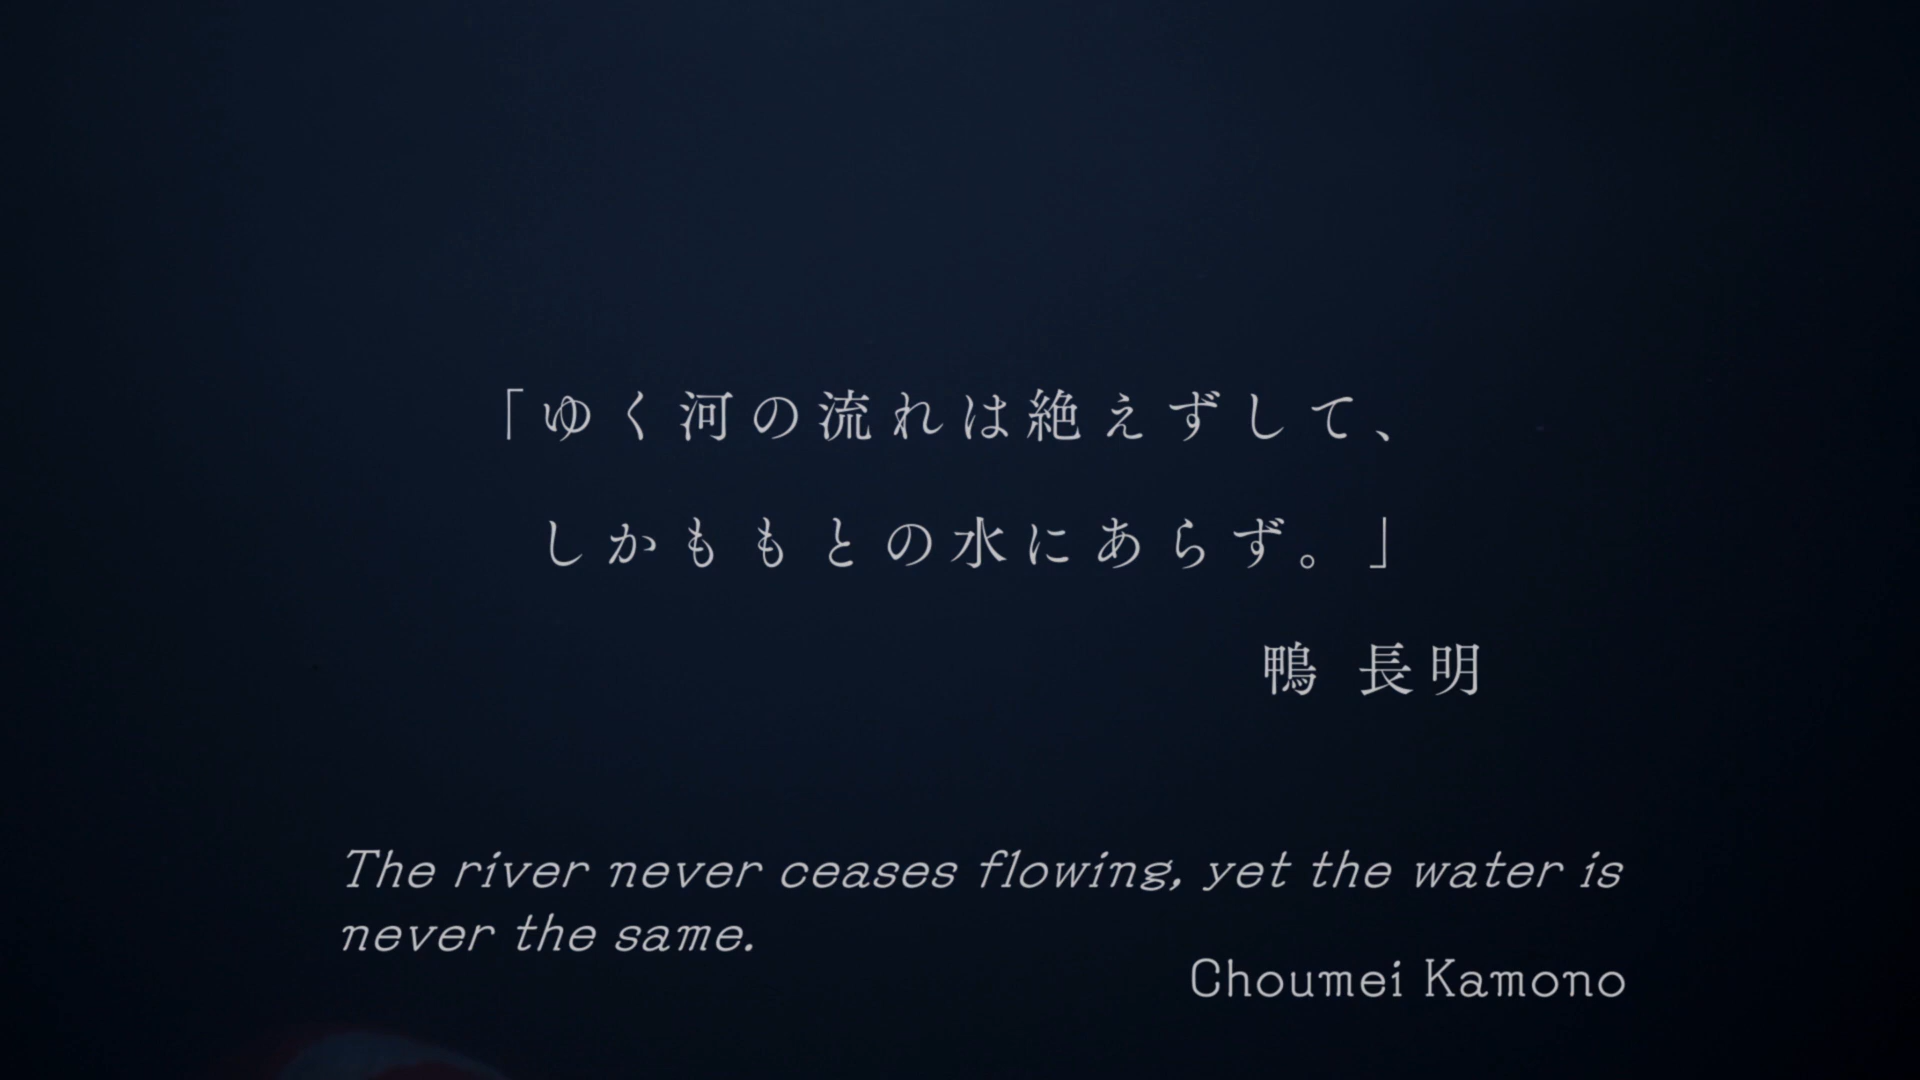 「ゆく河の流れは絶えずして、
しかももとの水にあらず。」
鴨 長明
The river never ceases flowing, yet the water is
never the same.
Choumei Kamono